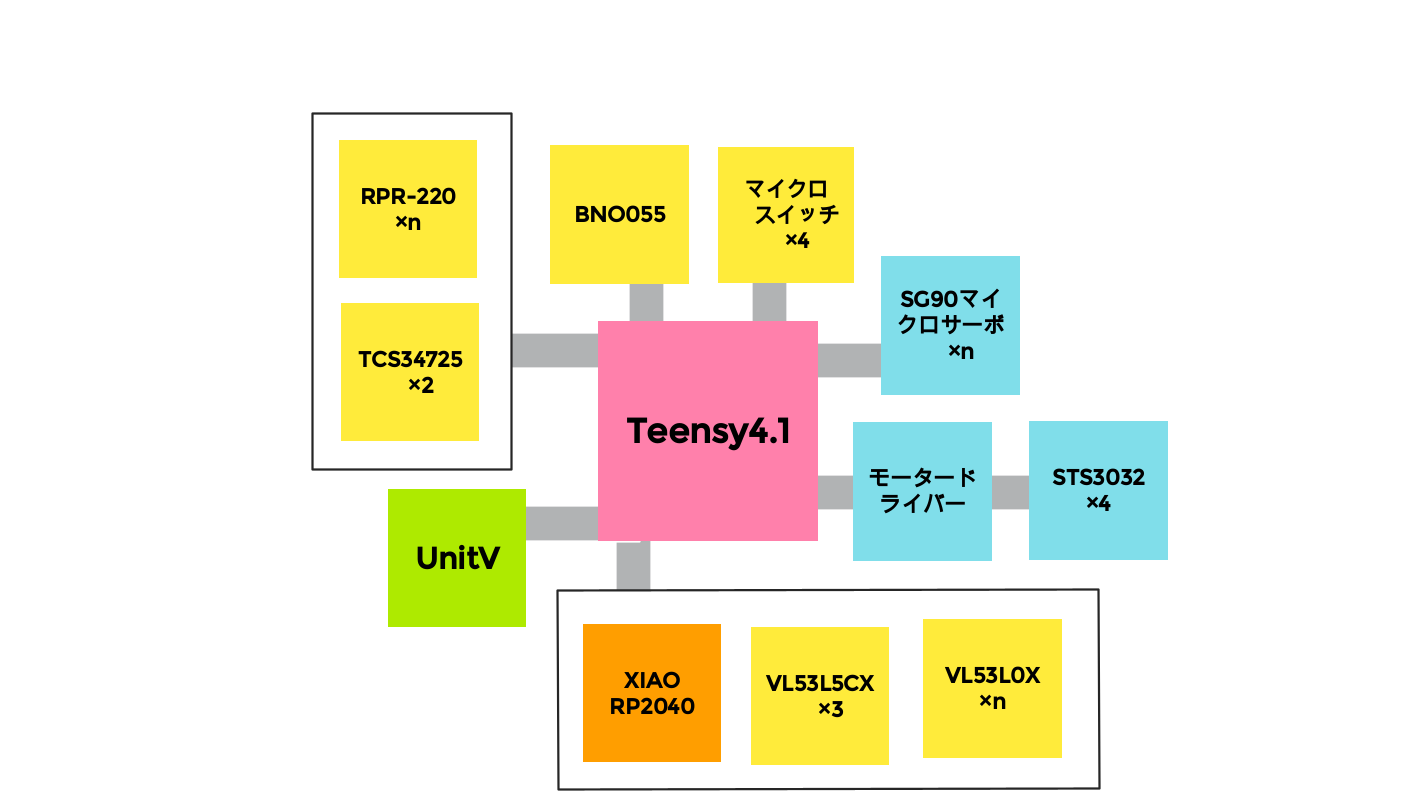 RPR-220
×n
TCS34725
×2
BNO055
マイクロ
スイッチ
×4
SG90マイ
クロサーボ
×n
Teensy4.1
モータード
ライバー
STS3032
×4
UnitV
XIAO
RP2040
VL53L5CX
×3
VL53L0X
×n